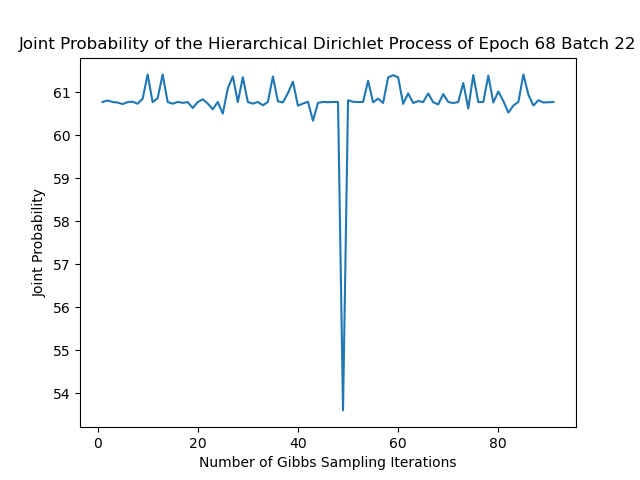 Joint Probability of the Hierarchical Dirichlet Process of Epoch 68 Batch 22
61
60
59
58
57
56
55
54
Joint Probability
0 20 40 60 80
Number of Gibbs Sampling Iterations